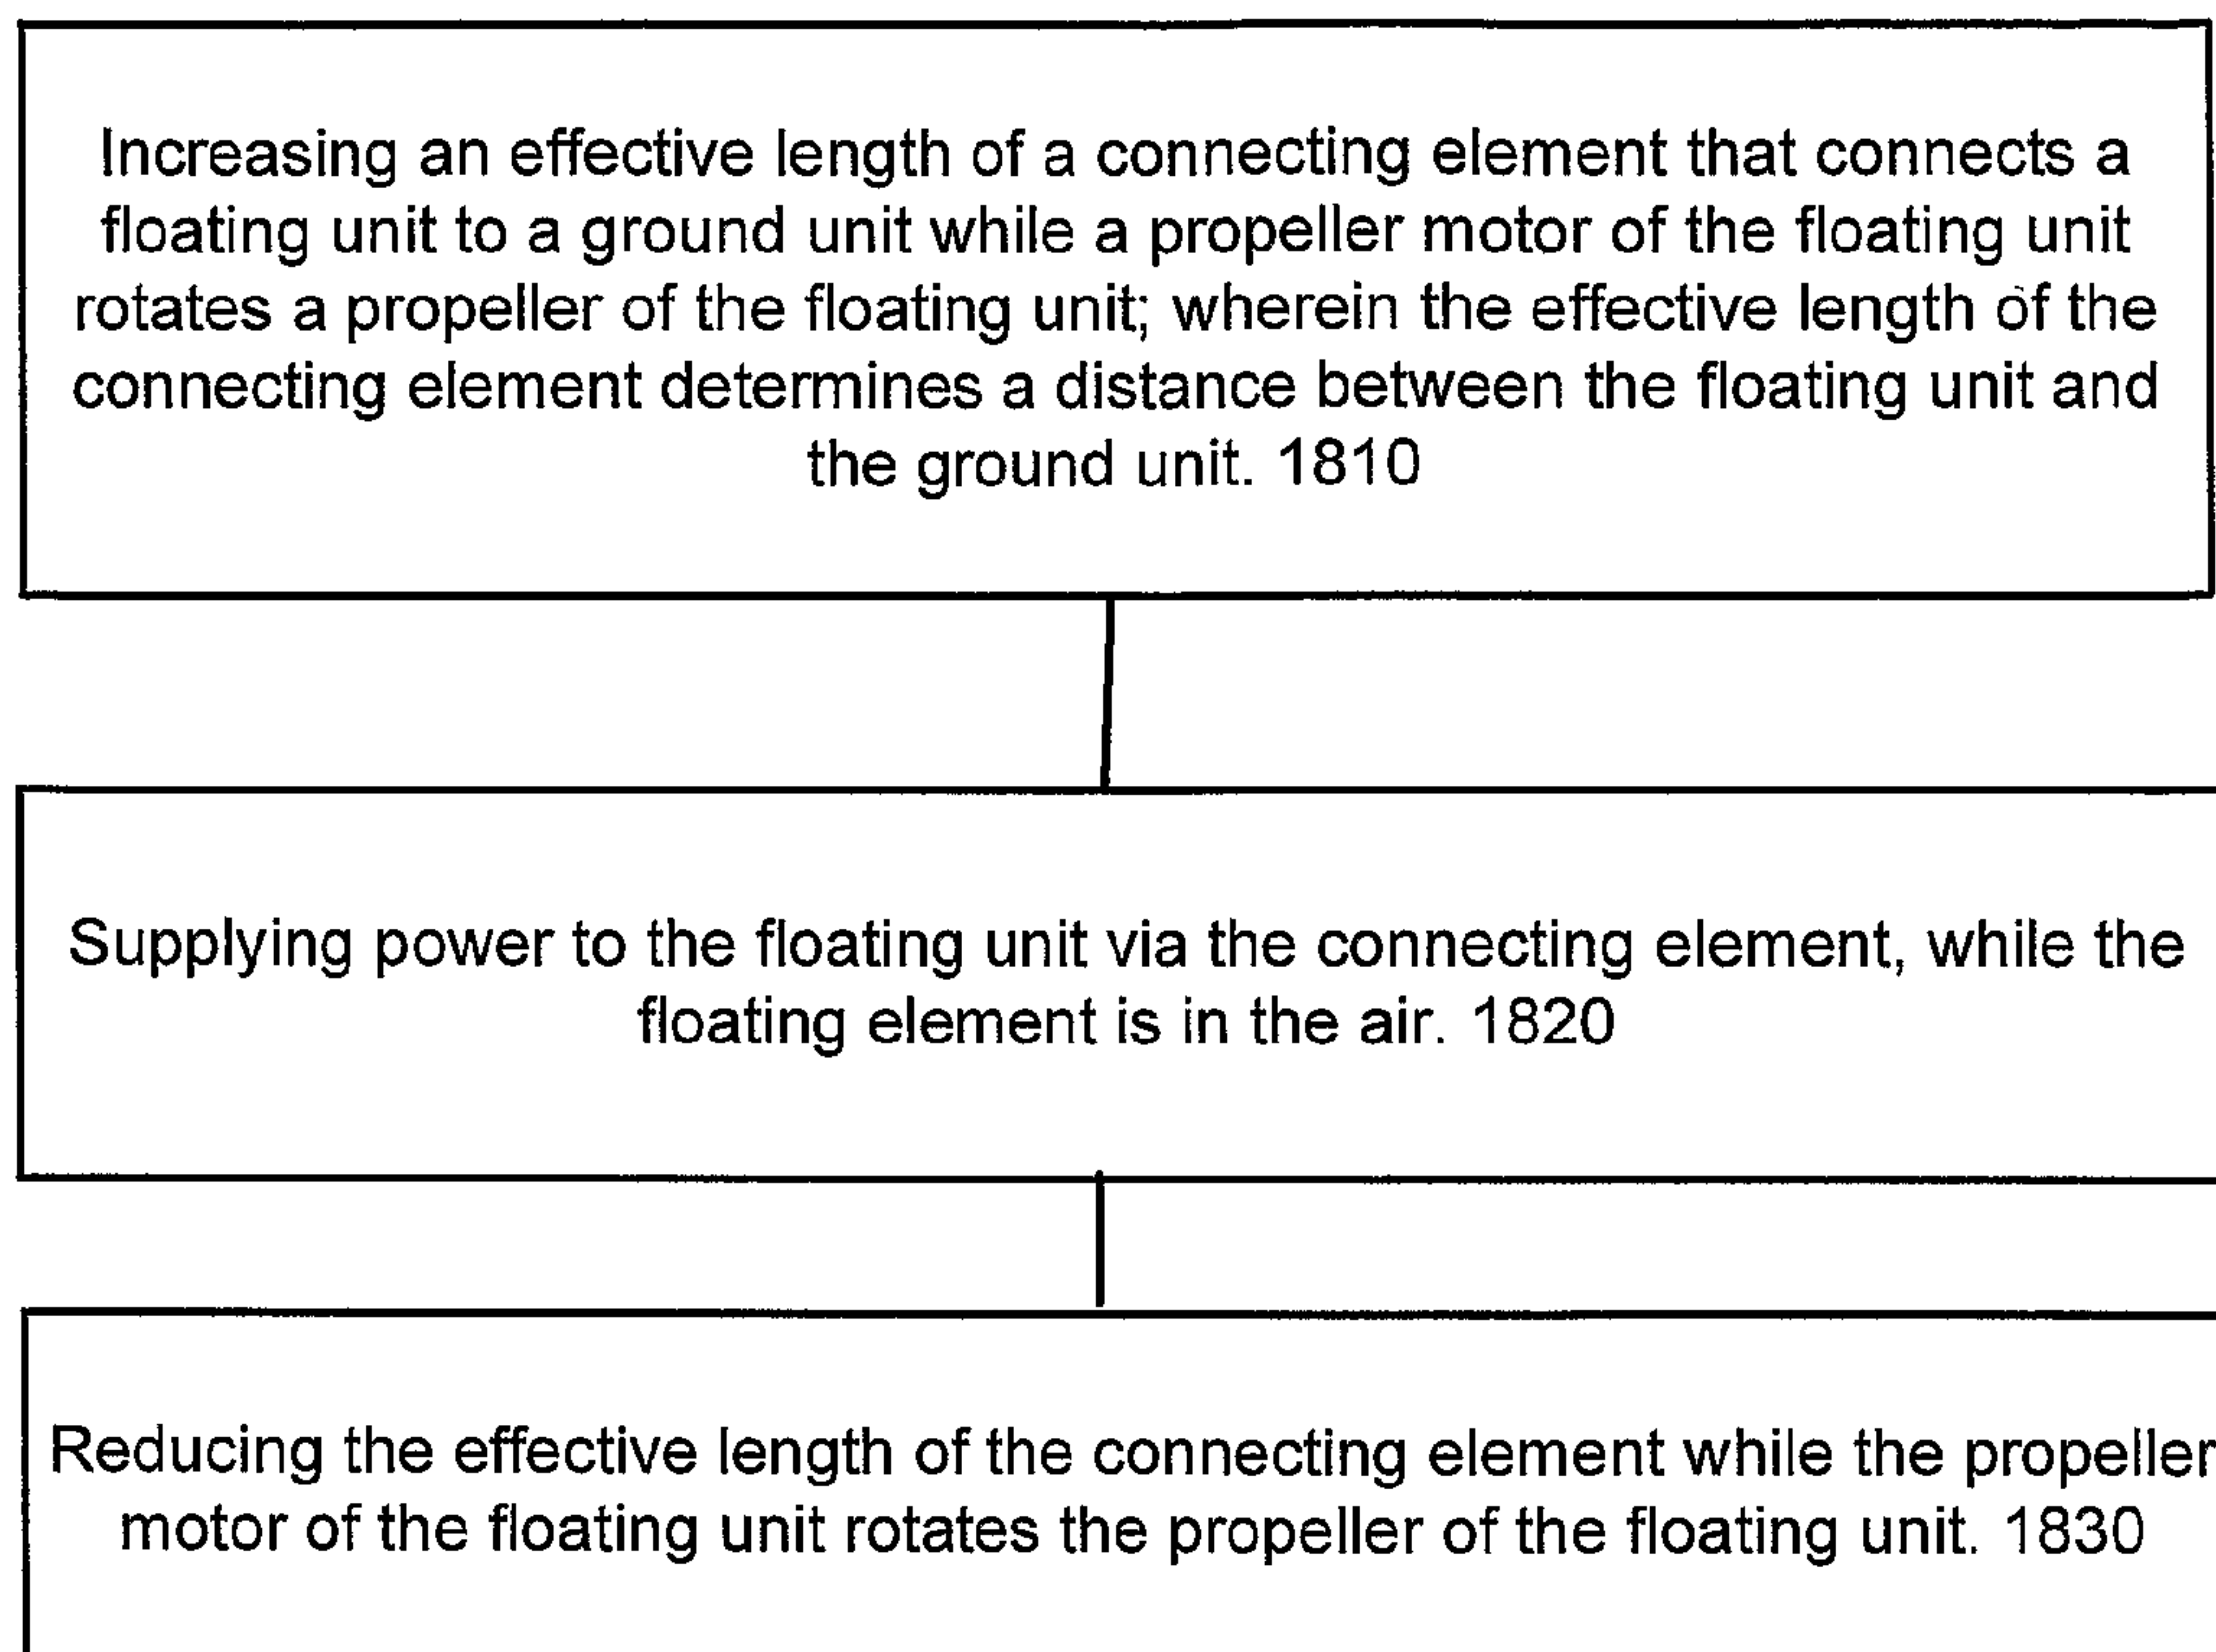 Increasing an effective length of a connecting element that connects a
floating unit to a ground unit while a propeller motor of the floating unit
rotates a propeller of the floating unit; wherein the effective length of the
connecting element determines a distance between the floating unit and
the ground unit. 1810
Supplying power to the floating unit via the connecting element, while the
floating element is in the air. 1820
Reducing the effective length of the connecting element while the propeller
motor of the floating unit rotates the propeller of the floating unit. 1830